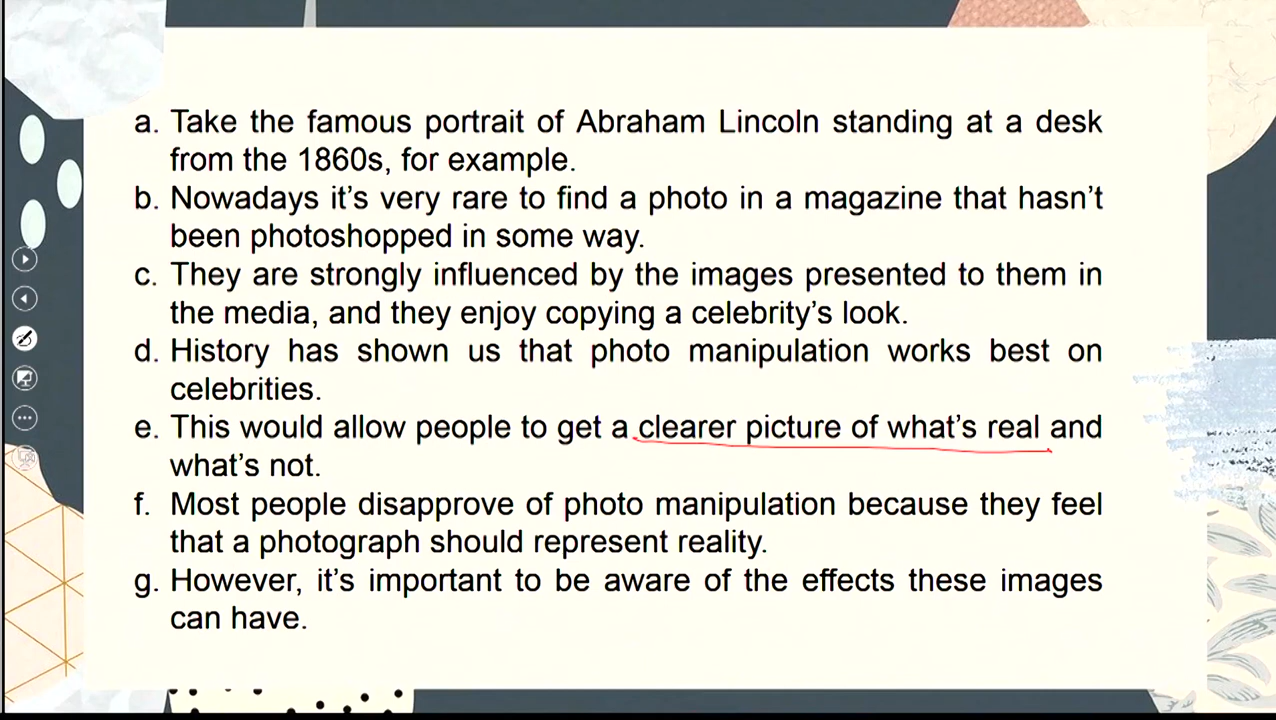 a. Take the famous portrait of Abraham Lincoln standing at a desk
from the 1860s, for example.
b. Nowadays it's very rare to find a photo in a magazine that hasn't
been photoshopped in some way.
c. They are strongly influenced by the images presented to them in
the media, and they enjoy copying a celebrity's look.
d. History has shown us that photo manipulation works best on
celebrities.
e. This would allow people to get a clearer picture of what's real and
what's not.
f. Most people disapprove of photo manipulation because they feel
that a photograph should represent reality.
g. However, it's important to be aware of the effects these images
can have.